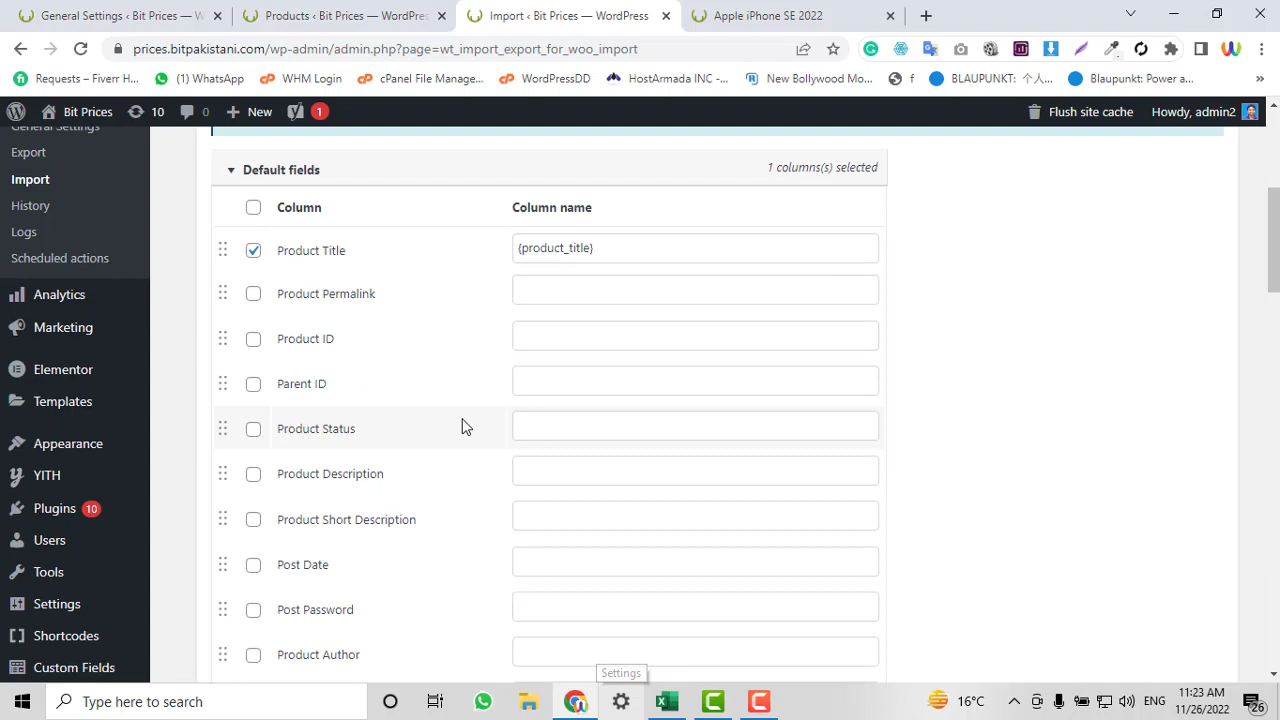 General Settings ‹ Bit Prices — W
Products ‹ Bit Prices — WordPres
Import ‹ Bit Prices — WordPress
Apple iPhone SE 2022
prices.bitpakistani.com/wp-admin/admin.php?page=wt_import_export_for_woo_import
Requests – Fiverr H...
(1) WhatsApp
WHM Login
cPanel File Manage...
WordPressDD
HostArmada INC -...
New Bollywood Mo...
f
BLAUPUNKT: 个人...
Blaupunkt: Power a...
»
Bit Prices
10
0
New
1
Flush site cache
Howdy, admin2
General Settings
Export
Import
History
Logs
Scheduled actions
Analytics
Marketing
Elementor
Templates
Appearance
YITH
Plugins 10
Users
Tools
Settings
Shortcodes
Custom Fields
Default fields
1 columns(s) selected
Column
Column name
Product Title
{product_title}
Product Permalink
Product ID
Parent ID
Product Status
Product Description
Product Short Description
Post Date
Post Password
Product Author
Settings
Type here to search
16°C
ENG
11:23 AM
11/26/2022
26